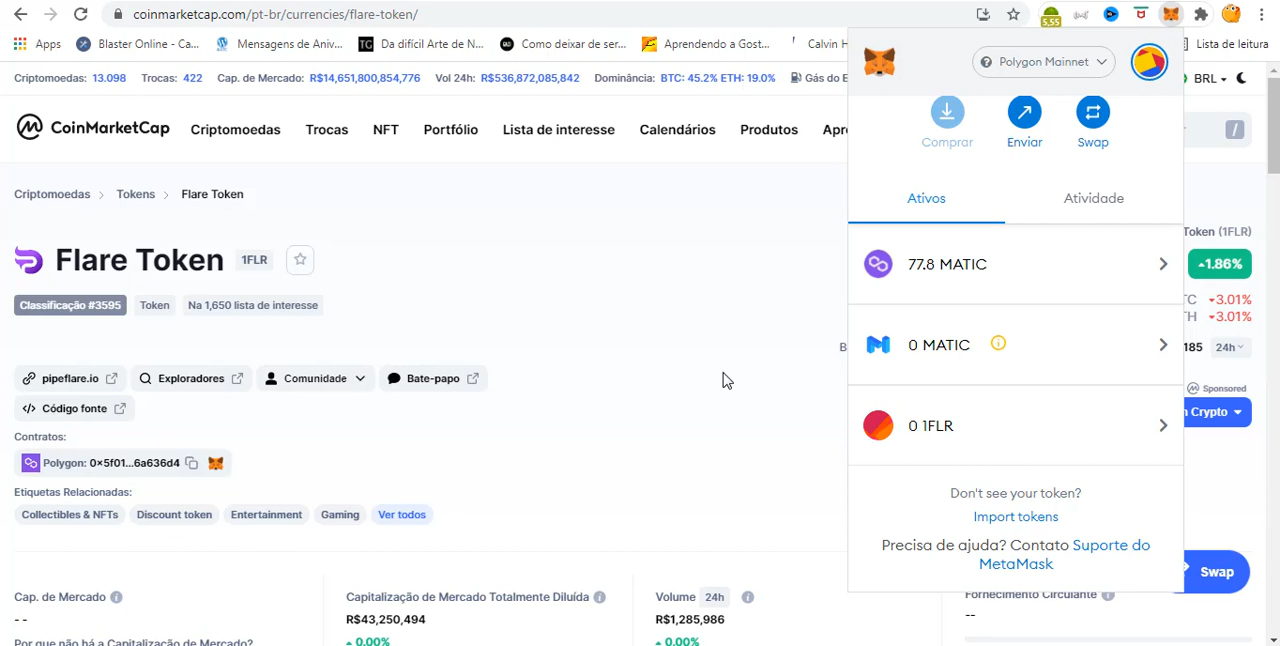 coinmarketcap.com/pt-br/currencies/flare-token/
5,55
Apps Blaster Online - Ca... Mensagens de Aniv... TG Da difícil Arte de N... Como deixar de ser... Aprendendo a Gost... Calvin H Lista de leitura
Criptomoedas: 13.098 Trocas: 422 Cap. de Mercado: R$14,651,800,854,776 Vol 24h: R$536,872,085,842 Dominância: BTC: 45.2% ETH: 19.0% Gás do E BRL
Polygon Mainnet
CoinMarketCap Criptomoedas Trocas NFT Portfólio Lista de interesse Calendários Produtos Apr /
Comprar Enviar Swap
Criptomoedas Tokens Flare Token
Ativos Atividade
Token (1FLR)
Flare Token 1FLR
77.8 MATIC
1.86%
TC 3.01%
TH 3.01%
Classificação #3595 Token Na 1,650 lista de interesse
0 MATIC
B 185 24h
pipeflare.io Exploradores Comunidade Bate-papo
Sponsored
Código fonte
n Crypto
0 1FLR
Contratos:
Polygon: 0x5f01...6a636d4
Etiquetas Relacionadas:
Collectibles & NFTs Discount token Entertainment Gaming Ver todos
Don't see your token?
Import tokens
Precisa de ajuda? Contato Suporte do
MetaMask
Swap
Cap. de Mercado Capitalização de Mercado Totalmente Diluída Volume 24h Fornecimento Circulante
- - R$43,250,494 R$1,285,986 --
Por que não há a Capitalização de Mercado? 0.00% 0.00%